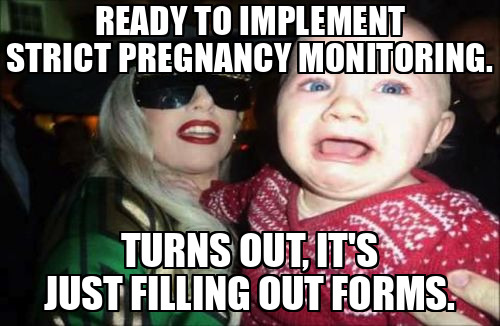 READY TO IMPLEMENT
STRICT PREGNANCY MONITORING.
TURNS OUT, IT'S
JUST FILLING OUT FORMS.